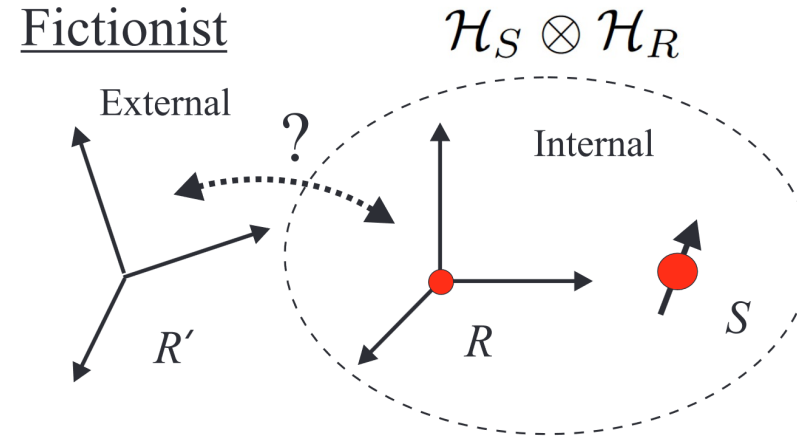 Fictionist
ℋ_S ⊗ ℋ_R
External
?
Internal
R′
R
S